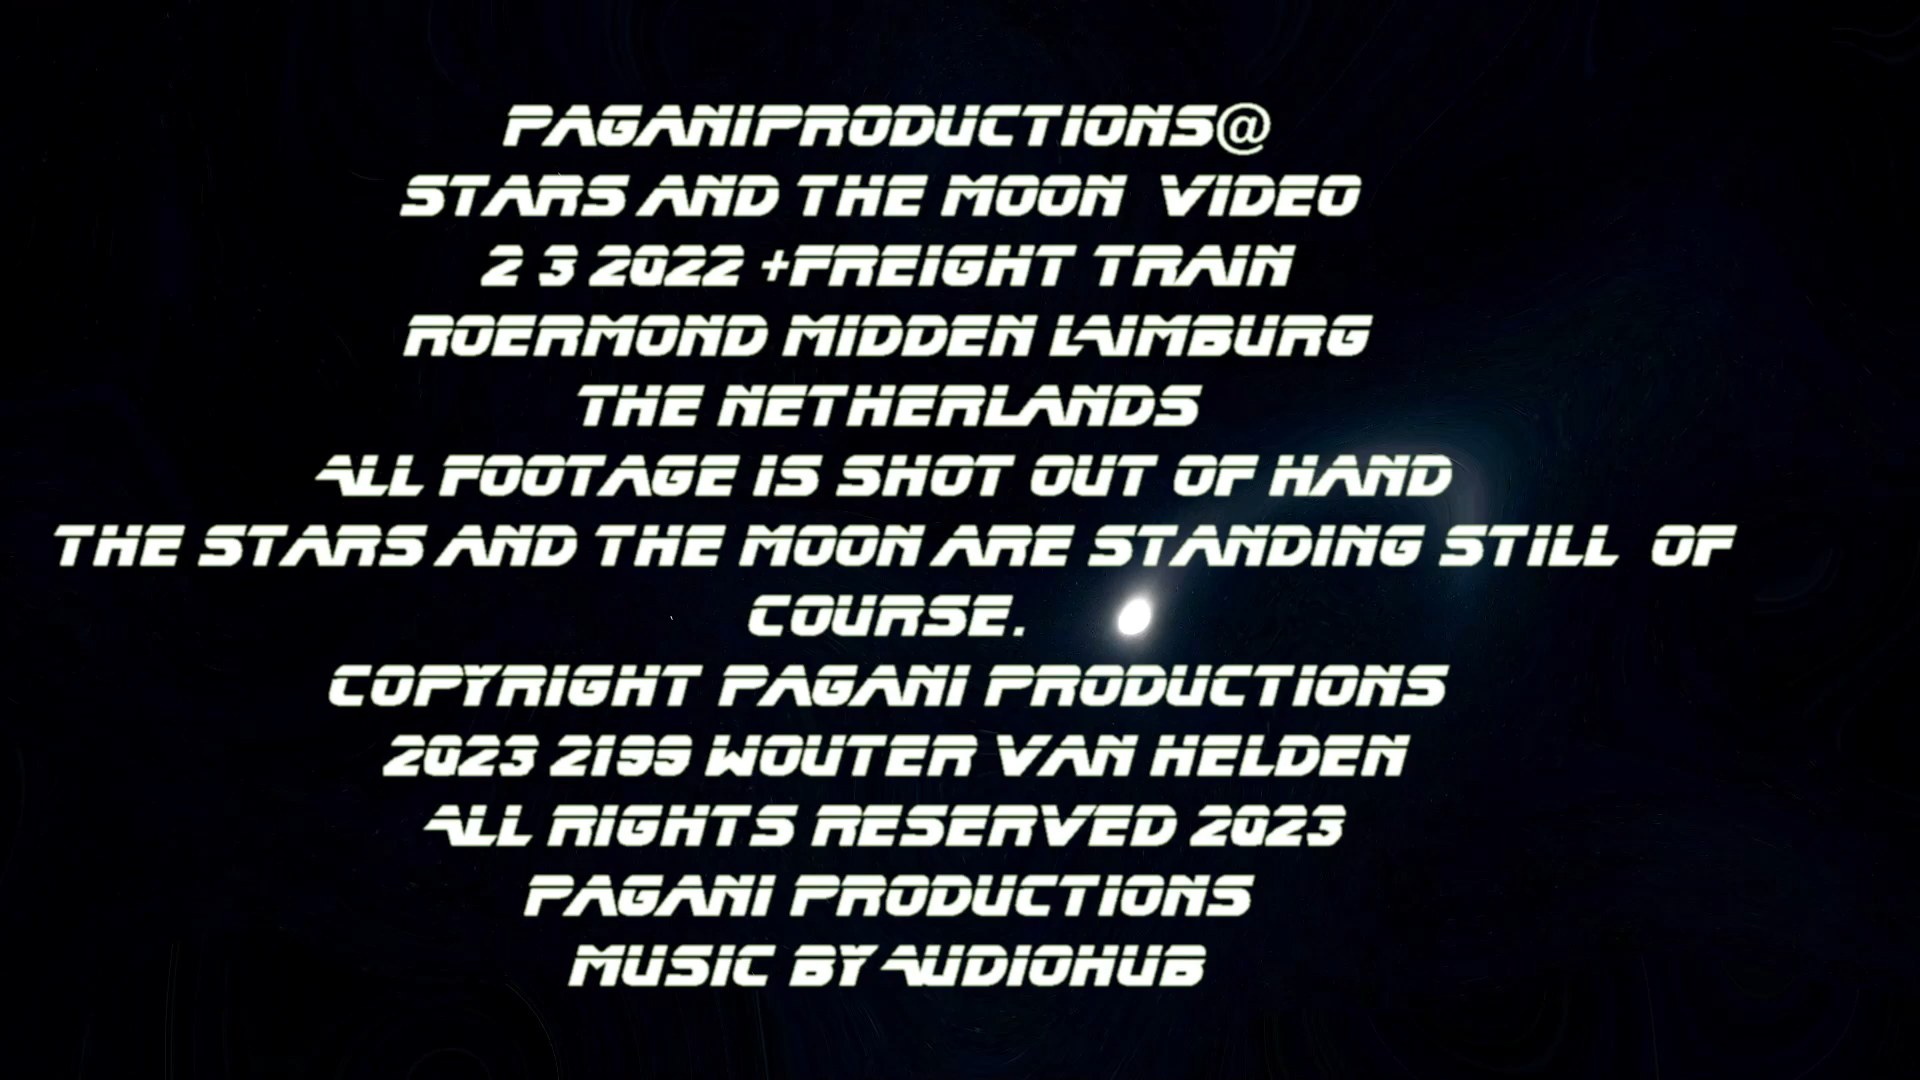 PAGANIPRODUCTIONS@
STARS AND THE MOON VIDEO
2 3 2022 +FREIGHT TRAIN
ROERMOND MIDDEN LAIMBURG
THE NETHERLANDS
ALL FOOTAGE IS SHOT OUT OF HAND
THE STARS AND THE MOON ARE STANDING STILL OF
COURSE.
COPYRIGHT PAGANI PRODUCTIONS
2023 2199 WOUTER VAN HELDEN
ALL RIGHTS RESERVED 2023
PAGANI PRODUCTIONS
MUSIC BY AUDIOHUB